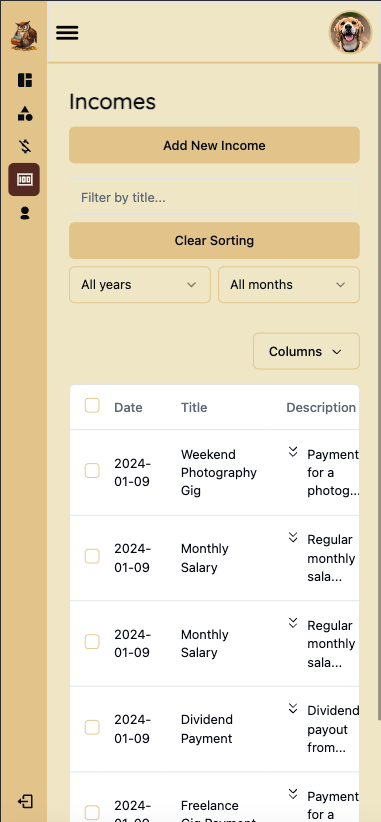 Incomes
Add New Income
Filter by title...
Clear Sorting
All years
All months
Columns
Date Title Description
2024-
01-09
Weekend
Photography
Gig
Payment
for a
photog...
2024-
01-09
Monthly
Salary
Regular
monthly
sala...
2024-
01-09
Monthly
Salary
Regular
monthly
sala...
2024-
01-09
Dividend
Payment
Dividend
payout
from...
2024-
01-09
Freelance
Gig Payment
Payment
for a